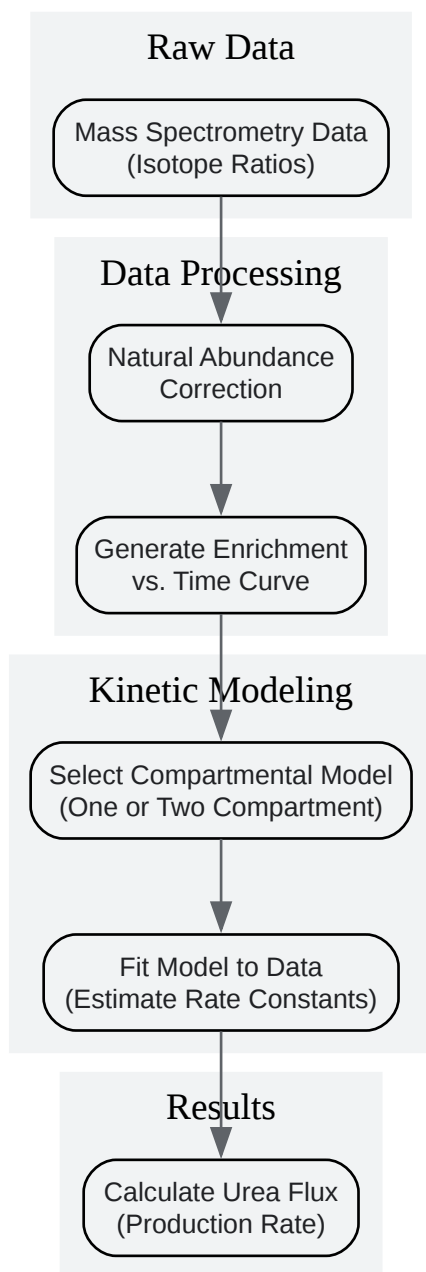 Raw Data
Mass Spectrometry Data
(Isotope Ratios)
Data Processing
Natural Abundance
Correction
Generate Enrichment
vs. Time Curve
Kinetic Modeling
Select Compartmental Model
(One or Two Compartment)
Fit Model to Data
(Estimate Rate Constants)
Results
Calculate Urea Flux
(Production Rate)